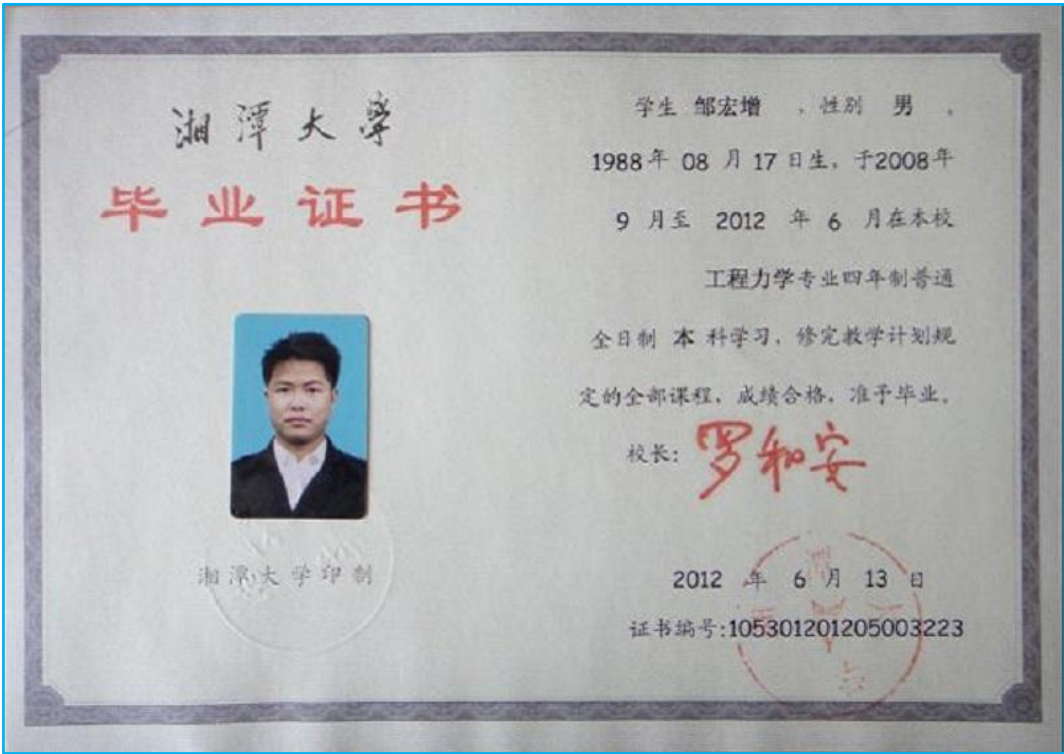 湘潭大学
毕业证书
湘潭大学印制
学生 邹宏增 ，性别 男 ，
1988年 08 月 17 日生，于2008年
9 月至 2012 年 6 月在本校
工程力学专业四年制普通
全日制 本 科学习，修完教学计划规
定的全部课程，成绩合格，准予毕业。
校长：罗和安
2012 年 6 月 13 日
证书编号:105301201205003223